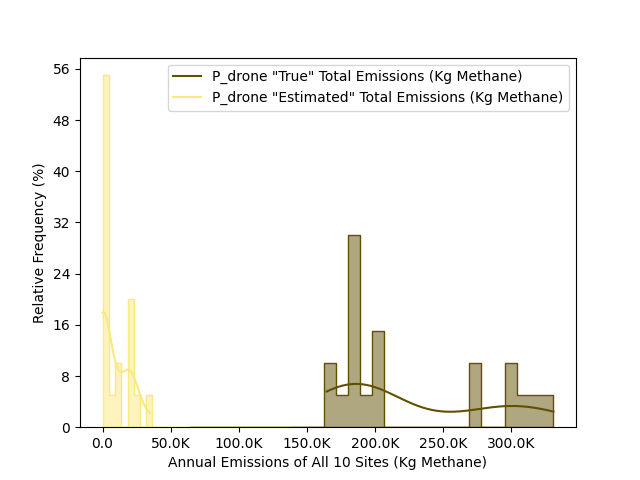 P_drone "True" Total Emissions (Kg Methane)
P_drone "Estimated" Total Emissions (Kg Methane)
Relative Frequency (%)
56
48
40
32
24
16
8
0
0.0 50.0K 100.0K 150.0K 200.0K 250.0K 300.0K
Annual Emissions of All 10 Sites (Kg Methane)